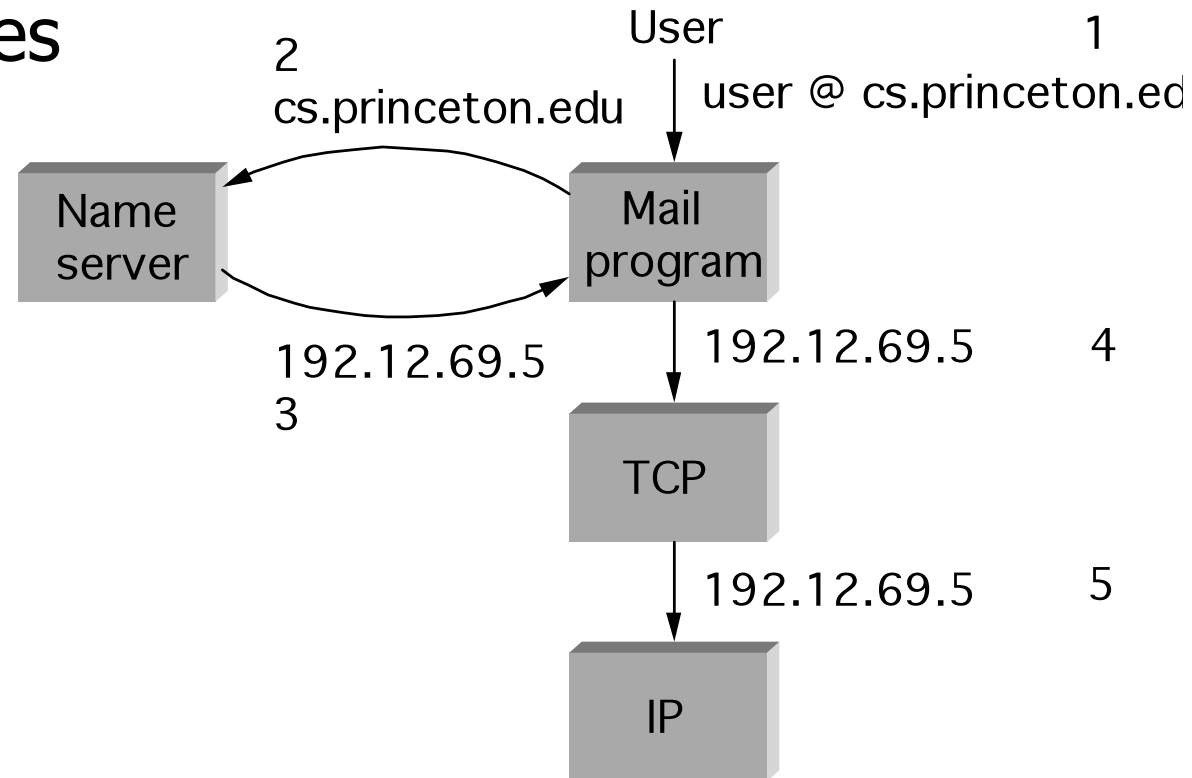 es
User
1
2
cs.princeton.edu
user @ cs.princeton.ed
Name
server
Mail
program
192.12.69.5
3
192.12.69.5
4
TCP
192.12.69.5
5
IP